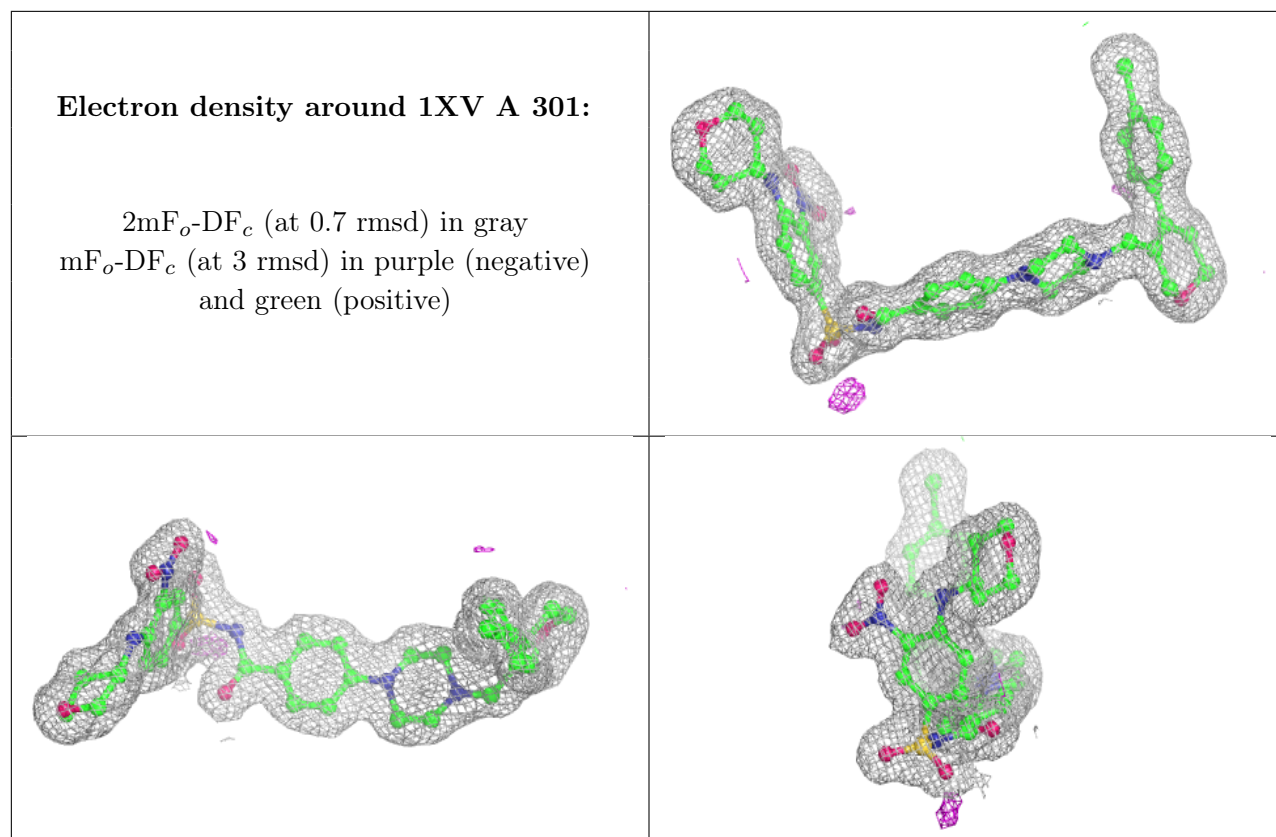 Electron density around 1XV A 301:
2mFₒ-DF𝑐 (at 0.7 rmsd) in gray
mFₒ-DF𝑐 (at 3 rmsd) in purple (negative)
and green (positive)